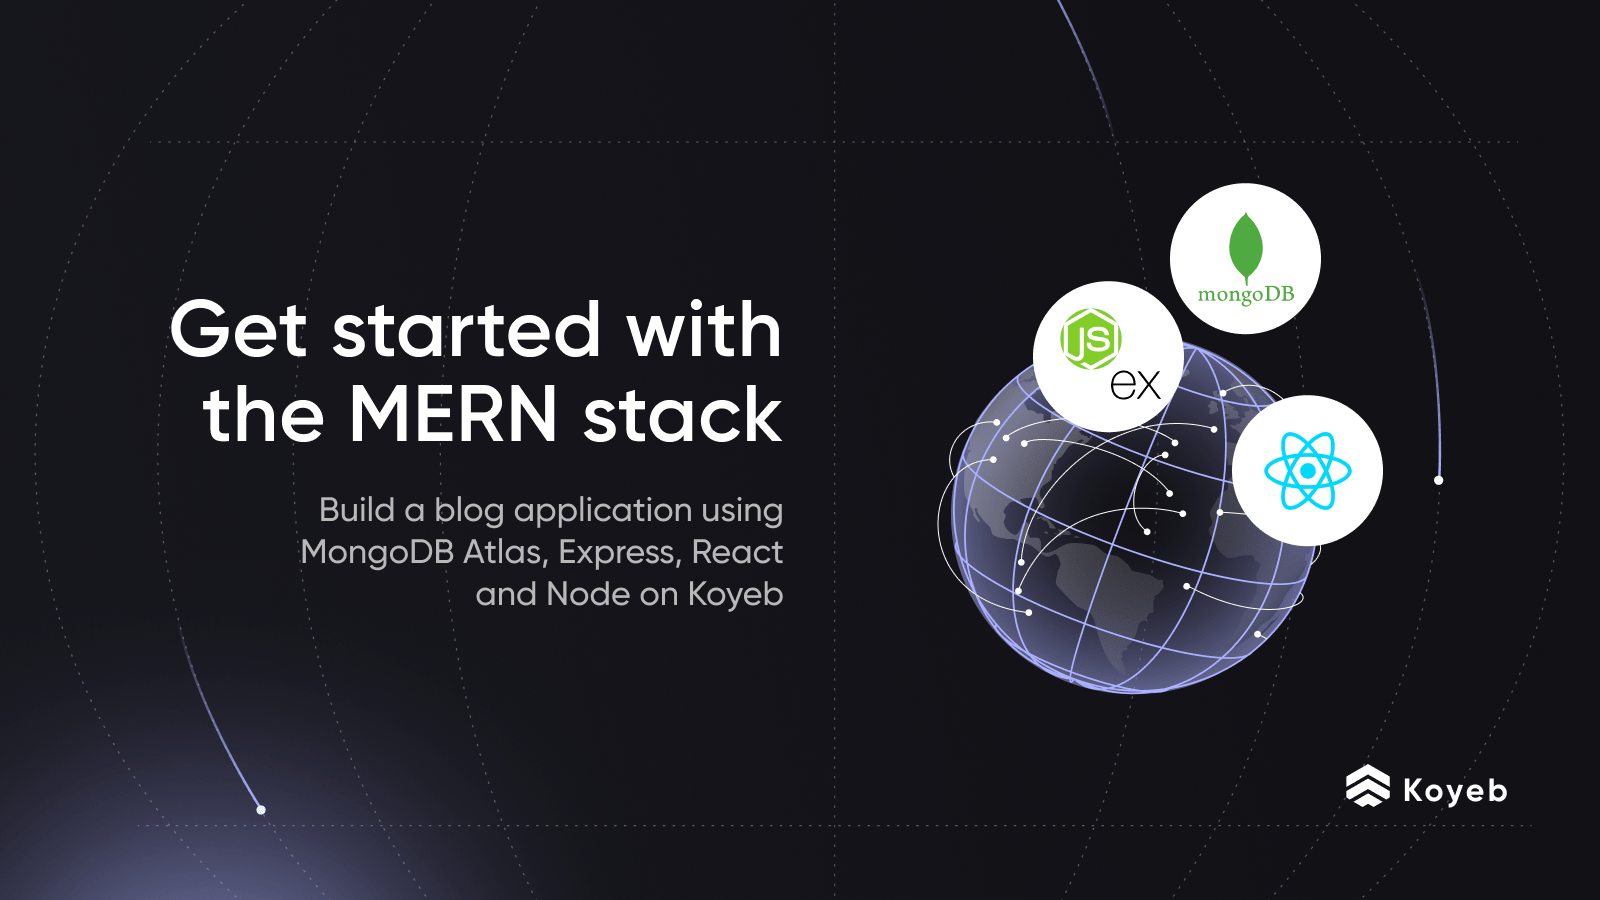 Get started with
the MERN stack
Build a blog application using
MongoDB Atlas, Express, React
and Node on Koyeb
mongoDB
JS
ex
Koyeb